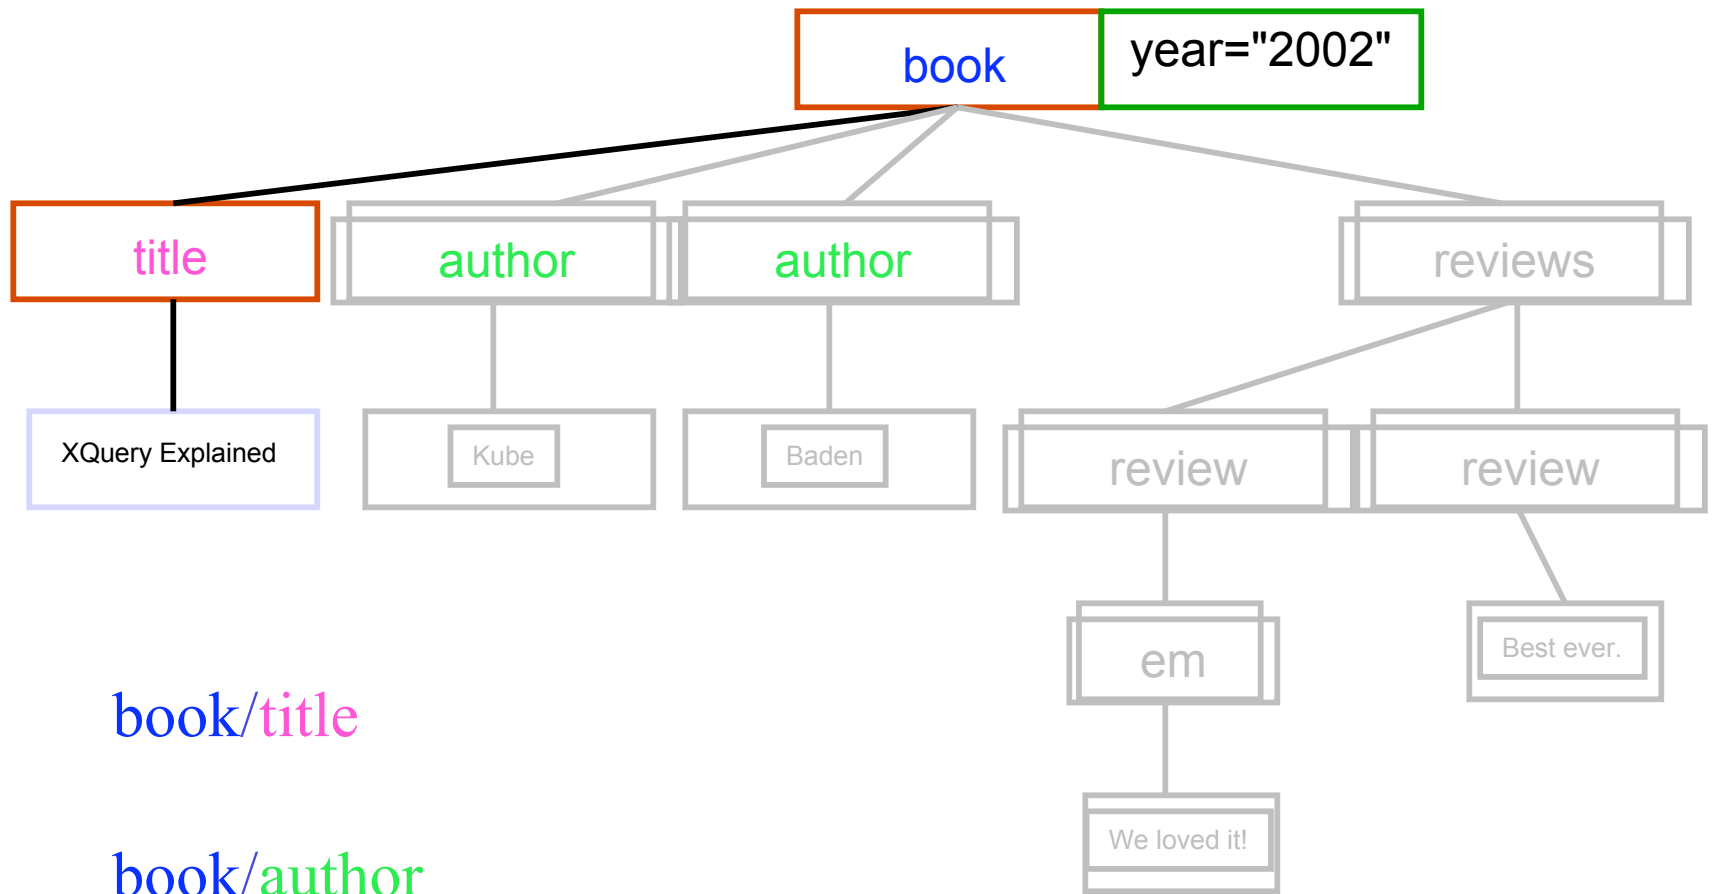 book
year="2002"
title
author
author
reviews
XQuery Explained
Kube
Baden
review
review
em
Best ever.
book/title
We loved it!
book/author